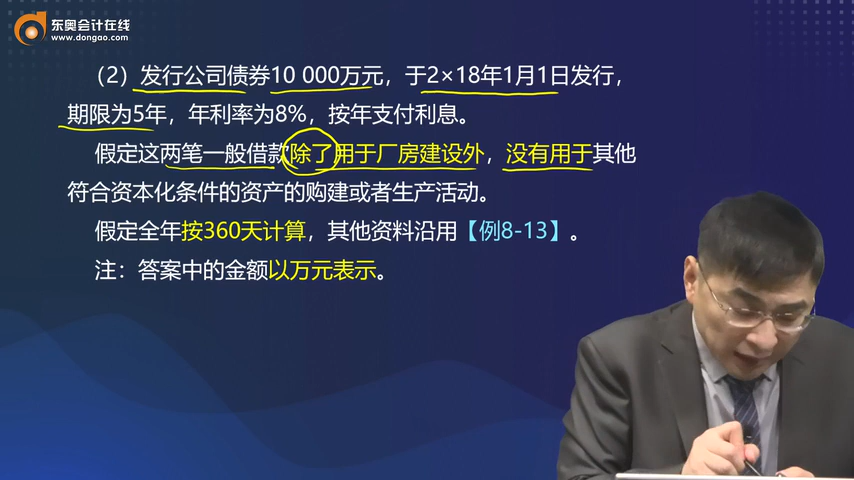 东奥会计在线
www.dongao.com
（2）发行公司债券10 000万元，于2×18年1月1日发行，
期限为5年，年利率为8%，按年支付利息。
假定这两笔一般借款除了用于厂房建设外，没有用于其他
符合资本化条件的资产的购建或者生产活动。
假定全年按360天计算，其他资料沿用【例8-13】。
注：答案中的金额以万元表示。